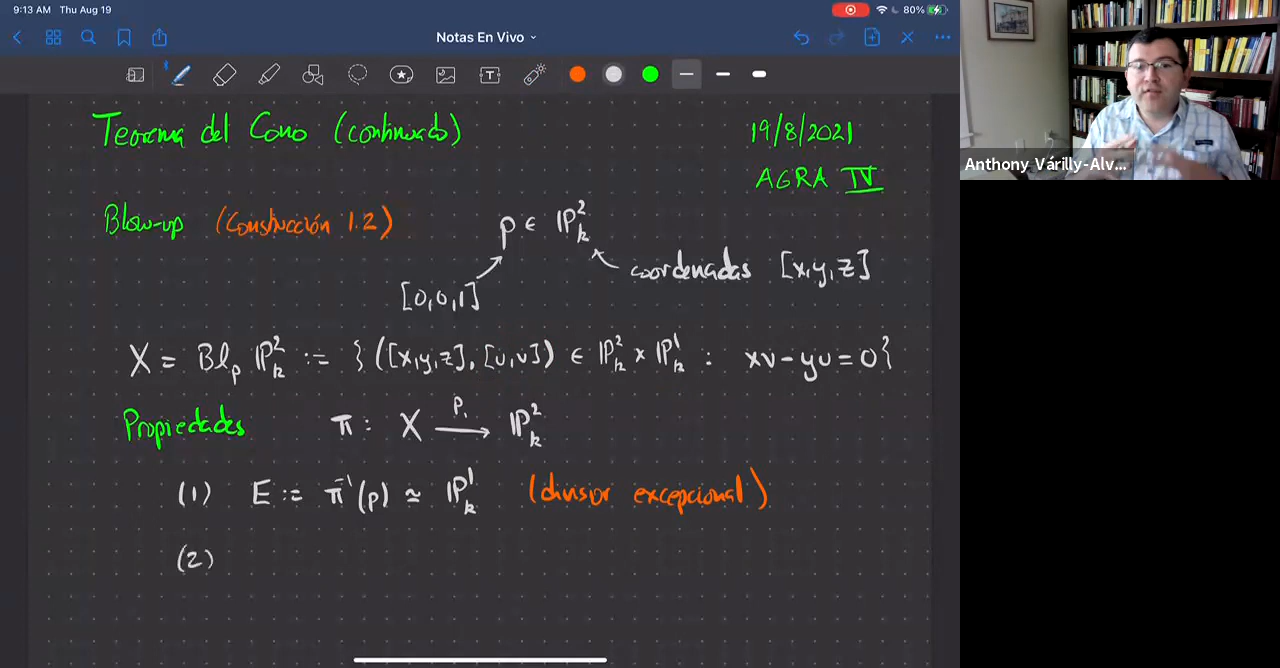 9:13 AM Thu Aug 19
80%
Notas En Vivo
Teorema del Cono (continuado)
19/8/2021
AGRA IV
Blow-up (Construcción 1.2)
p ∈ ℙ²ₖ
coordenadas [x,y,z]
[0,0,1]
X = Blₚ ℙ²ₖ := { ([x,y,z], [u,v]) ∈ ℙ²ₖ × ℙ¹ₖ : xv - yu = 0 }
Propiedades π : X → ℙ²ₖ
p₁
(1) E := π⁻¹(p) ≃ ℙ¹ₖ (divisor excepcional)
(2)
Anthony Várilly-Alv...